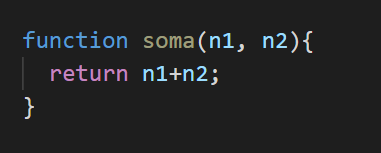 function soma(n1, n2){
  return n1+n2;
}